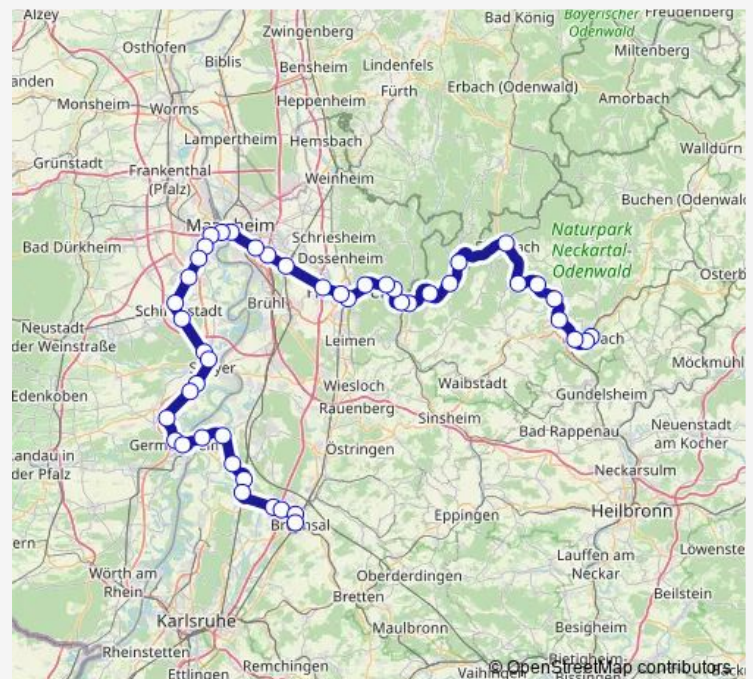 Alzey
Bad König
Bayerischer
Odenwald
Freudenberg
Osthofen
Zwingenberg
Biblis
Bensheim
Lindenfels
Miltenberg
Monsheim
Worms
Heppenheim
Fürth
Erbach (Odenwald)
Amorbach
Lampertheim
Hemsbach
Walldürn
Grünstadt
Frankenthal
(Pfalz)
Weinheim
Buchen (Odenwald
Schriesheim
Dossenheim
Naturpark
Neckartal-
Odenwald
Bad Dürkheim
Osterb
Brühl
Neustadt
der Weinstraße
Leimen
Möckmühl
Edenkoben
Wiesloch
Rauenberg
Waibstadt
Gundelsheim
Sinsheim
Bad Rappenau
Neuenstadt
am Kocher
andau in
der Pfalz
Östringen
Neckarsulm
Eppingen
Heilbronn
ern
Löwenste
Lauffen am
Neckar
Wörth am
Rhein
Oberderdingen
Bretten
Beilstein
Karlsruhe
Maulbronn
Besigheim
Rheinstetten
Remchingen
Ettlingen
© OpenStreetMap contributors